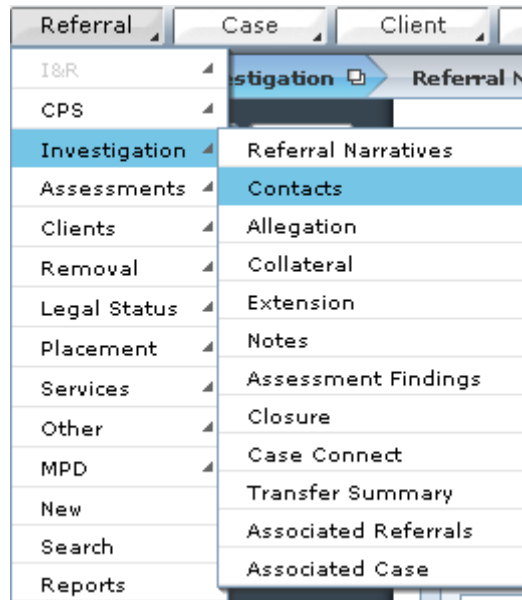 Referral Case Client
I&R
stigation Referral N
CPS
Investigation
Assessments
Clients
Removal
Legal Status
Placement
Services
Other
MPD
New
Search
Reports
Referral Narratives
Contacts
Allegation
Collateral
Extension
Notes
Assessment Findings
Closure
Case Connect
Transfer Summary
Associated Referrals
Associated Case